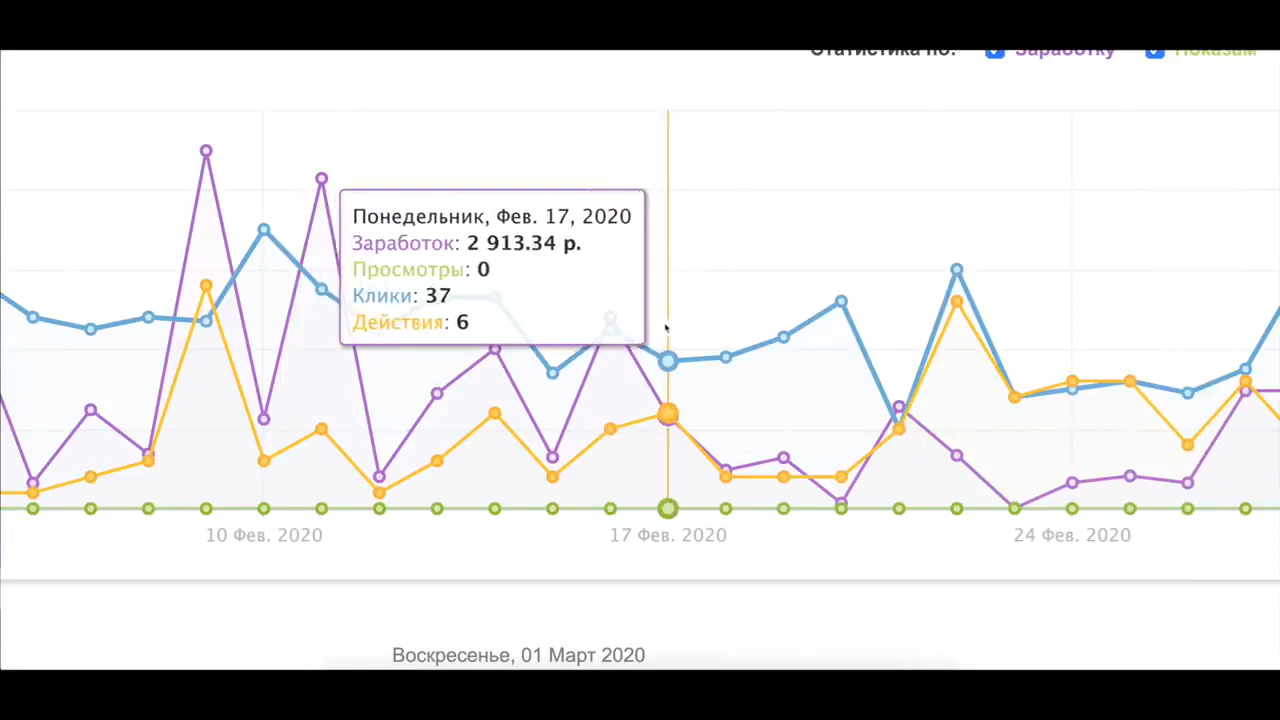 Статистика по: Заработку Показам
Понедельник, Фев. 17, 2020
Заработок: 2 913.34 р.
Просмотры: 0
Клики: 37
Действия: 6
10 Фев. 2020 17 Фев. 2020 24 Фев. 2020
Воскресенье, 01 Март 2020